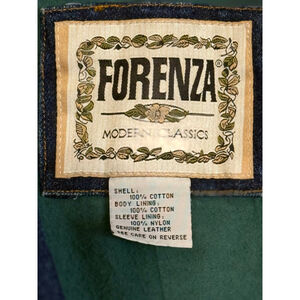 FORENZA®
MODERN CLASSICS
SHELL:
100% COTTON
BODY LINING:
100% COTTON
SLEEVE LINING:
100% NYLON
GENUINE LEATHER
SEE CARE ON REVERSE